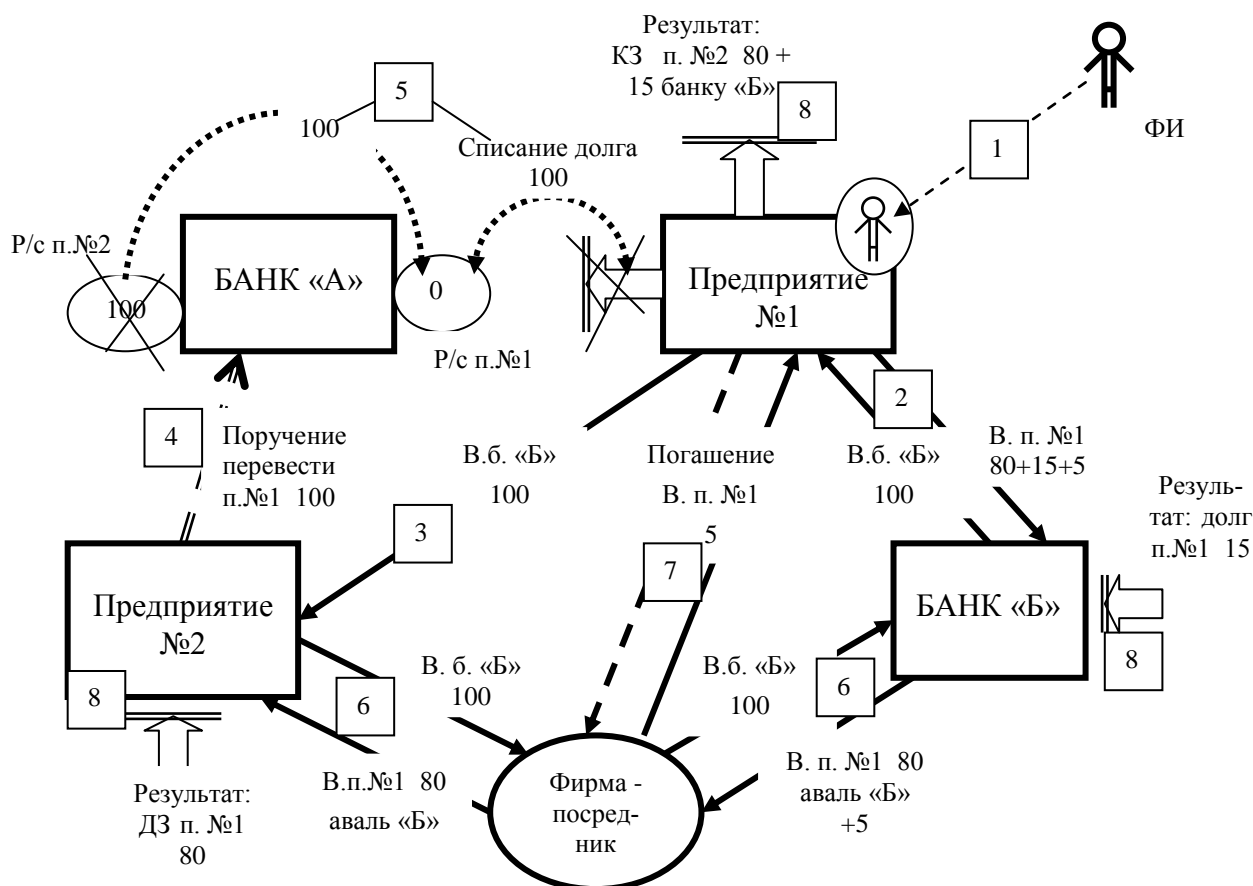 Результат:
КЗ п. №2 80 +
15 банку «Б»
5
8
100
ФИ
1
Списание долга
100
Р/с п.№2
БАНК «А»
100
0
Предприятие
№1
Р/с п.№1
2
4
Поручение
перевести
п.№1 100
В.б. «Б»
100
Погашение
В. п. №1
5
В.б. «Б»
100
В. п. №1
80+15+5
Резуль-
тат: долг
п.№1 15
3
7
Предприятие
№2
БАНК «Б»
8
8
6
В. б. «Б»
100
В.б. «Б»
100
6
В.п.№1 80
аваль «Б»
Фирма -
посред-
ник
В. п. №1 80
аваль «Б»
+5
Результат:
ДЗ п. №1
80